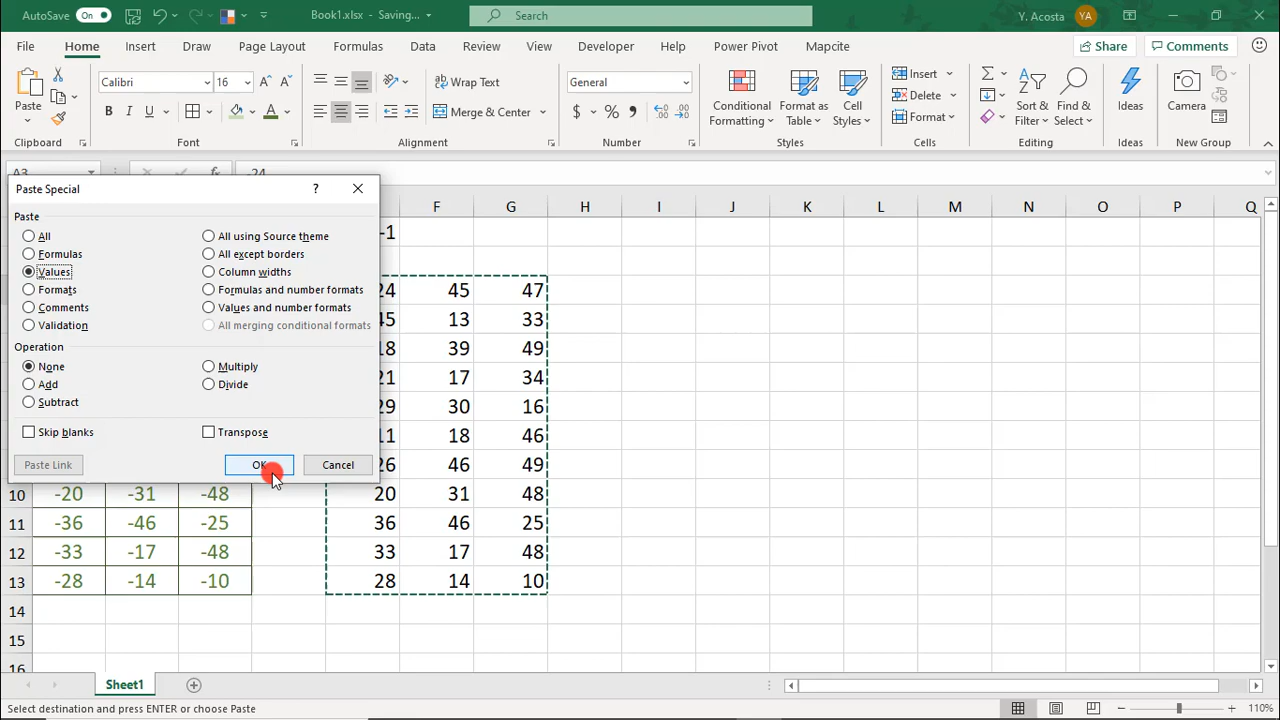 AutoSave On Book1.xlsx - Saving... Search Y. Acosta YA
File Home Insert Draw Page Layout Formulas Data Review View Developer Help Power Pivot Mapcite Share Comments
Paste Calibri 16 Wrap Text General Conditional Formatting Format as Table Cell Styles Insert Sort & Filter Find & Select Ideas Camera
B I U Merge & Center $ % Delete
Format
Clipboard Font Alignment Number Styles Cells Editing Ideas New Group
A3 fx -24
Paste Special ? ×
F G H I J K L M N O P Q
Paste
All All using Source theme -1
Formulas All except borders
Values Column widths
Formats Formulas and number formats 24 45 47
Comments Values and number formats 45 13 33
Validation All merging conditional formats
Operation 18 39 49
None Multiply
Add Divide 21 17 34
Subtract 29 30 16
Skip blanks Transpose 11 18 46
Paste Link OK Cancel 26 46 49
10 -20 -31 -48 20 31 48
11 -36 -46 -25 36 46 25
12 -33 -17 -48 33 17 48
13 -28 -14 -10 28 14 10
14
15
16
Sheet1
Select destination and press ENTER or choose Paste 110%